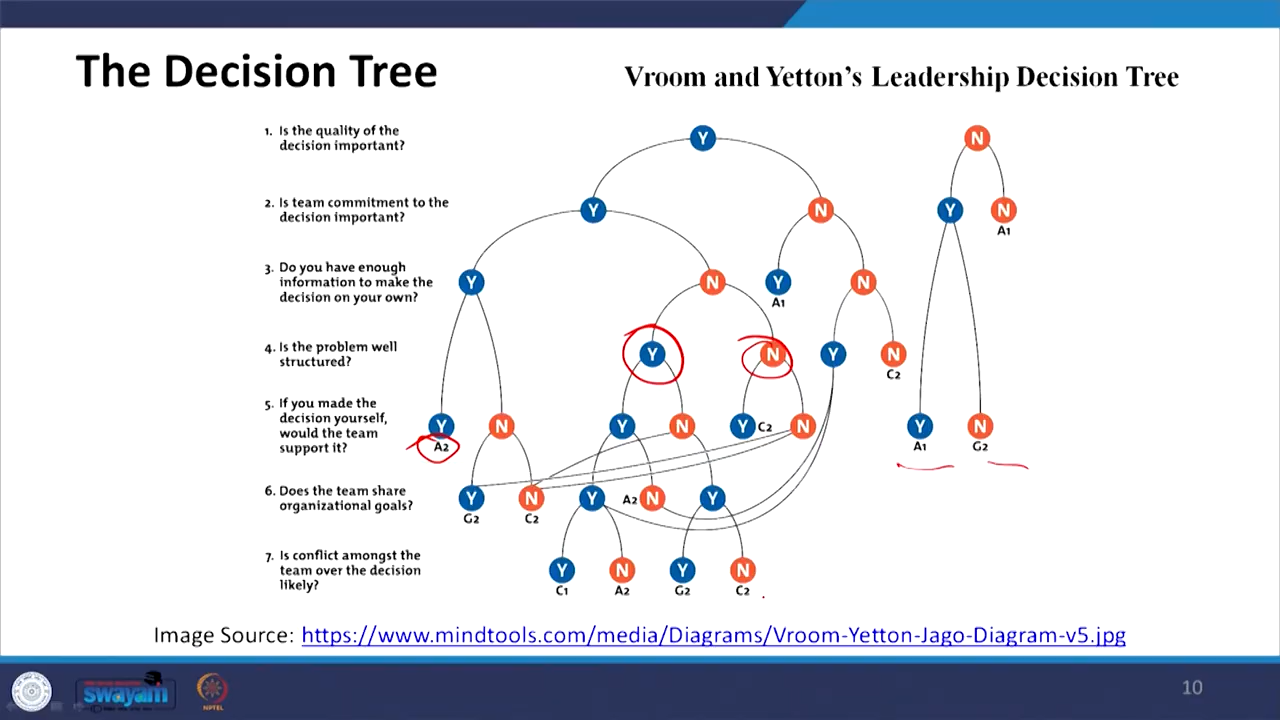 The Decision Tree
Vroom and Yetton's Leadership Decision Tree
1. Is the quality of the
decision important?
Y
N
2. Is team commitment to the
decision important?
Y
N
Y
N
A1
3. Do you have enough
information to make the
decision on your own?
Y
N
Y
N
A1
4. Is the problem well
structured?
Y
N
Y
N
C2
5. If you made the
decision yourself,
would the team
support it?
Y
N
Y
N
Y
C2
N
Y
N
A2
A1
G2
6. Does the team share
organizational goals?
Y
N
Y
A2
N
Y
G2
C2
7. Is conflict amongst the
team over the decision
likely?
Y
N
Y
N
C1
A2
G2
C2
Image Source: https://www.mindtools.com/media/Diagrams/Vroom-Yetton-Jago-Diagram-v5.jpg
swayam
NPTEL
10